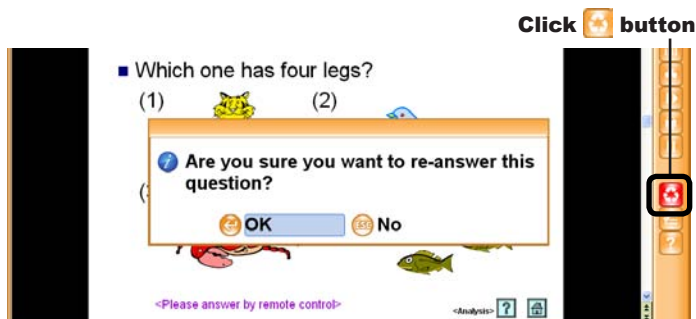 Click button
Which one has four legs?
(1) (2)
Are you sure you want to re-answer this
question?
(
OK No
<Please answer by remote control>
<Analysis> ?
?